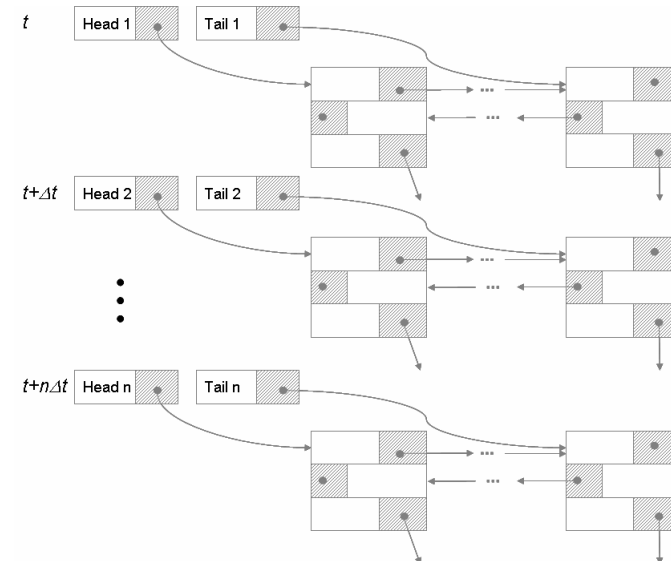 t Head 1 Tail 1
...
...
t+Δt Head 2 Tail 2
...
...
t+nΔt Head n Tail n
...
...